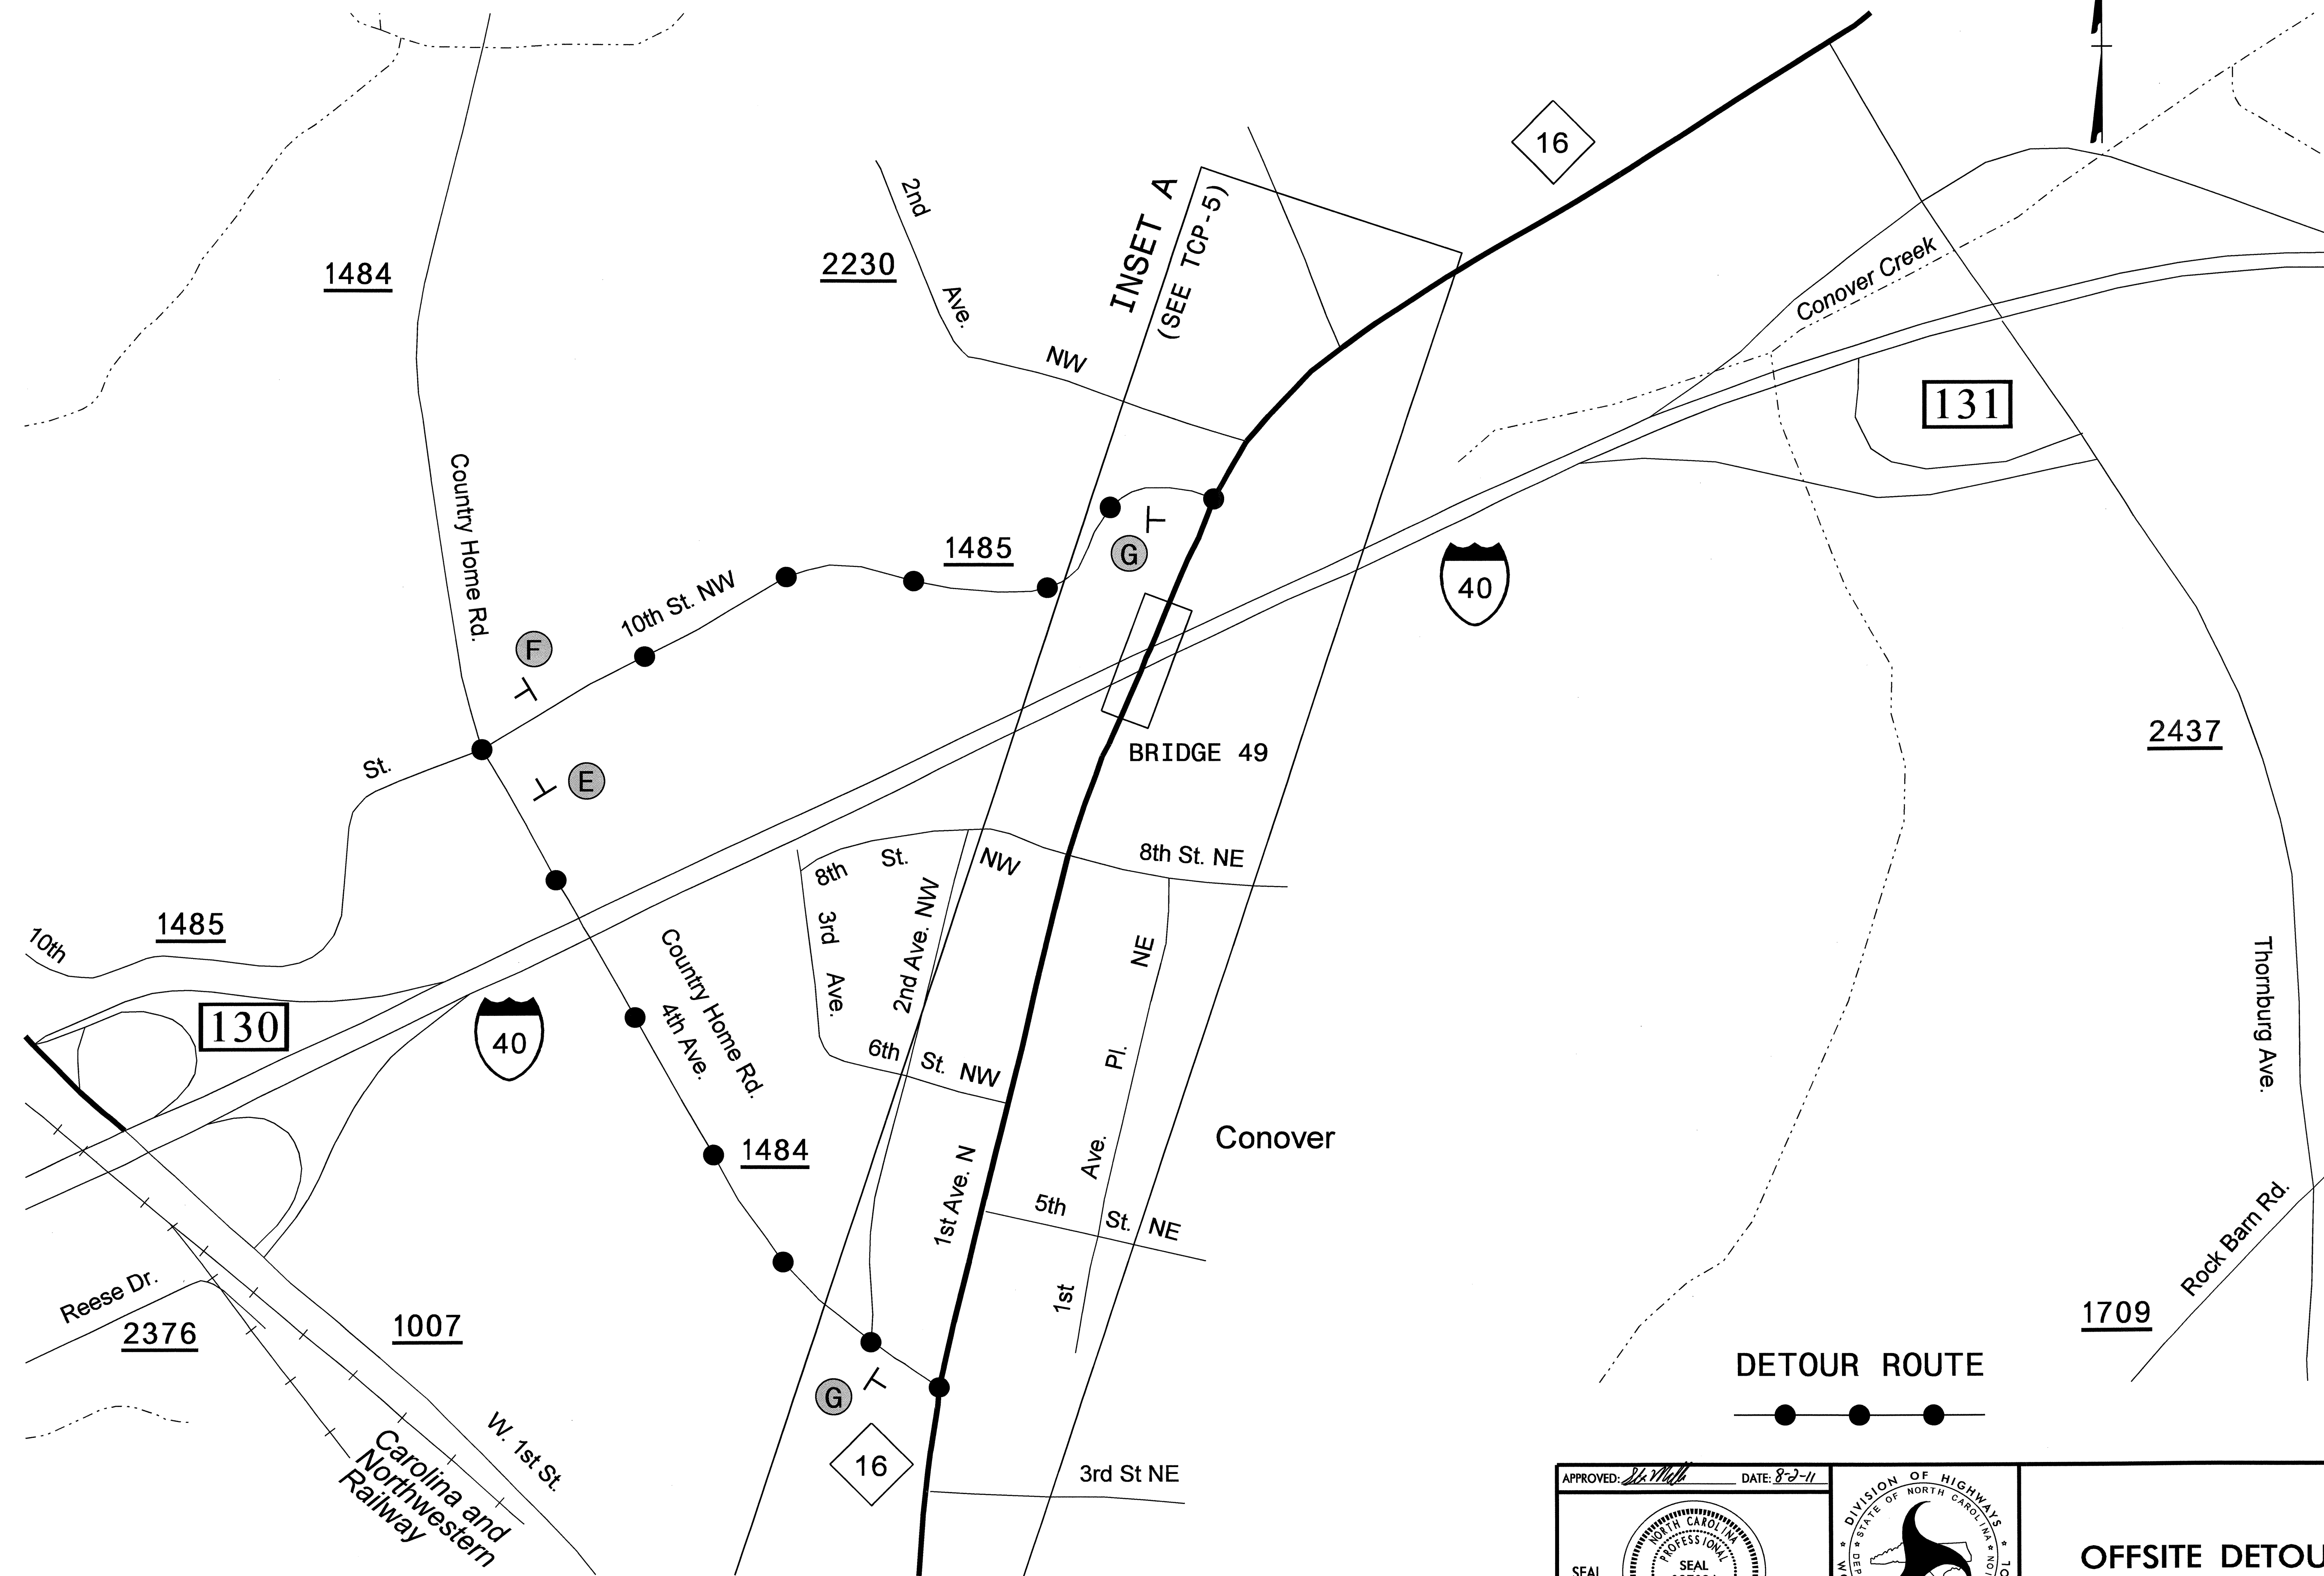 16
INSET A
(SEE TCP-5)
2nd
Ave.
NW
1484
2230
Conover Creek
131
Country Home Rd.
1485
G
40
10th St. NW
F
E
St.
BRIDGE 49
2437
8th St. NW
8th St. NE
3rd Ave.
2nd Ave. NW
NE
10th
1485
130
40
Country Home Rd.
4th Ave.
6th St. NW
Pl.
Thornburg Ave.
Conover
1484
1st Ave. N
Ave.
5th St. NE
1st
Rock Barn Rd.
Reese Dr.
2376
1007
1709
DETOUR ROUTE
G
16
W. 1st St.
3rd St NE
Carolina and
Northwestern
Railway
APPROVED: DATE: 8-2-11
DIVISION OF HIGHWAYS
STATE OF NORTH CAROLINA
NORTH CAROLINA
PROFESSIONAL
SEAL
SEAL
OFFSITE DETOU